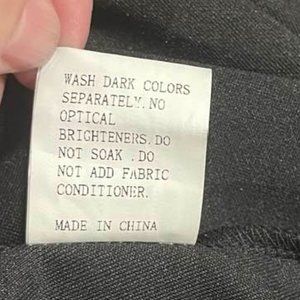 WASH DARK COLORS
SEPARATELY.NO
OPTICAL
BRIGHTENERS.DO
NOT SOAK .DO
NOT ADD FABRIC
CONDITIONER.
MADE IN CHINA